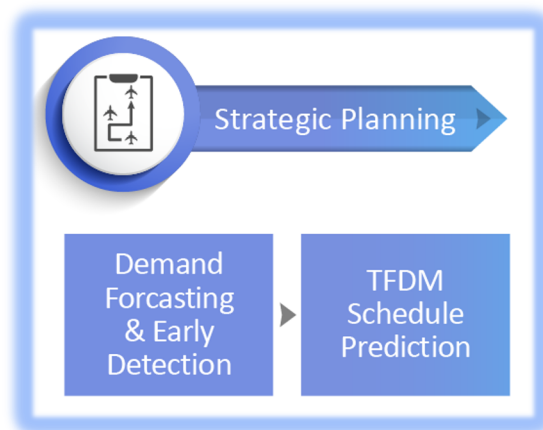 Strategic Planning
Demand
Forcasting
& Early
Detection
TFDM
Schedule
Prediction